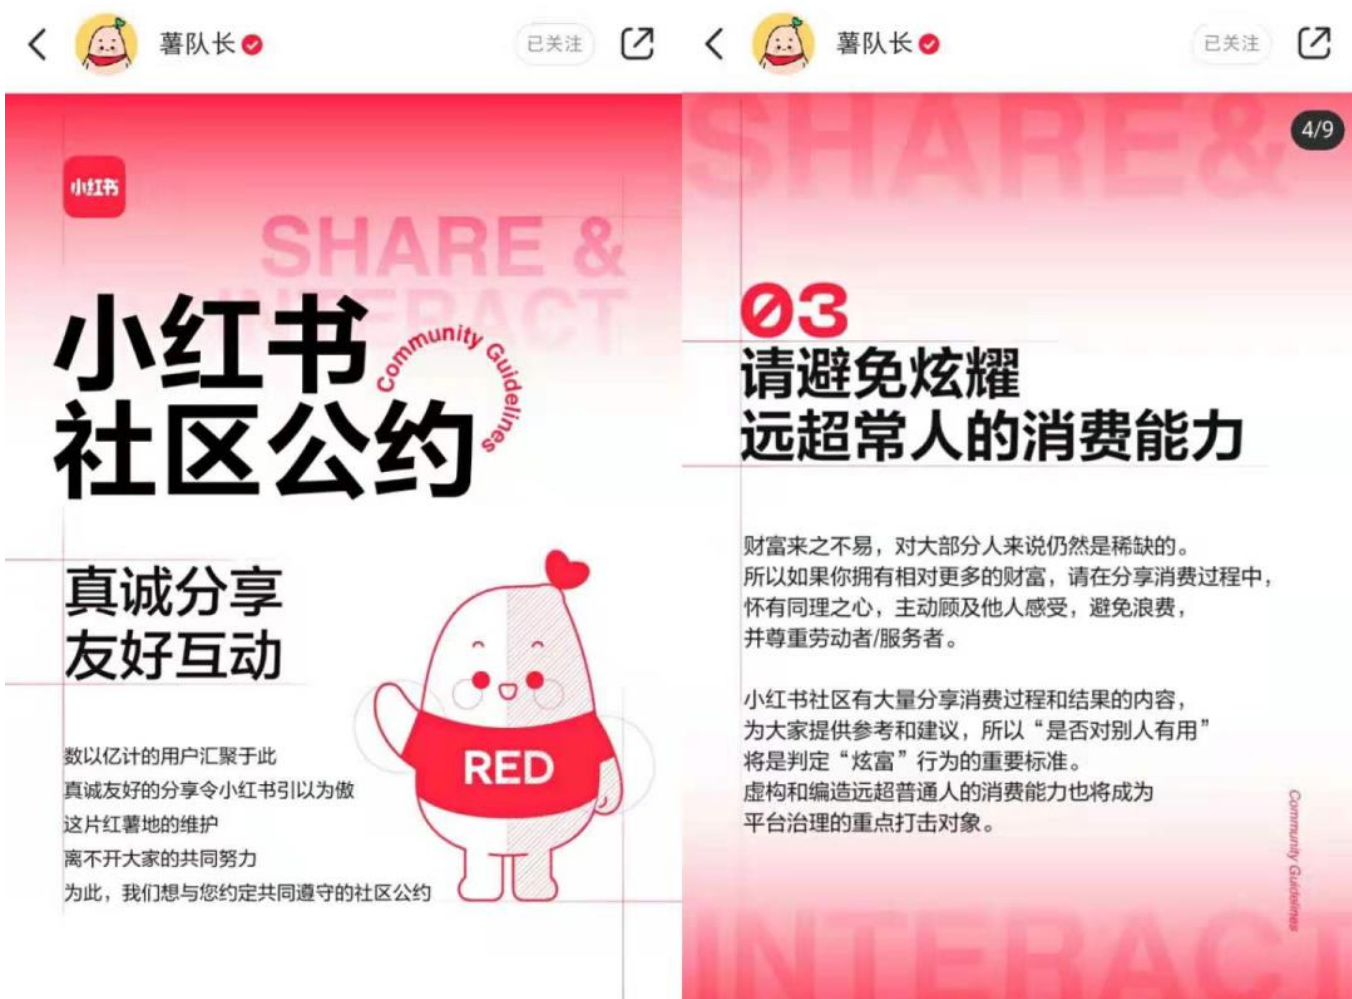 薯队长
已关注
小红书
SHARE &
INTERACT
小红书
社区公约
Community Guidelines
真诚分享
友好互动
RED
数以亿计的用户汇聚于此
真诚友好的分享令小红书引以为傲
这片红薯地的维护
离不开大家的共同努力
为此，我们想与您约定共同遵守的社区公约
薯队长
已关注
4/9
SHARE&
03
请避免炫耀
远超常人的消费能力
财富来之不易，对大部分人来说仍然是稀缺的。
所以如果你拥有相对更多的财富，请在分享消费过程中，
怀有同理之心，主动顾及他人感受，避免浪费，
并尊重劳动者/服务者。
小红书社区有大量分享消费过程和结果的内容，
为大家提供参考和建议，所以“是否对别人有用”
将是判定“炫富”行为的重要标准。
虚构和编造远超普通人的消费能力也将成为
平台治理的重点打击对象。
Community Guidelines
INTERACT